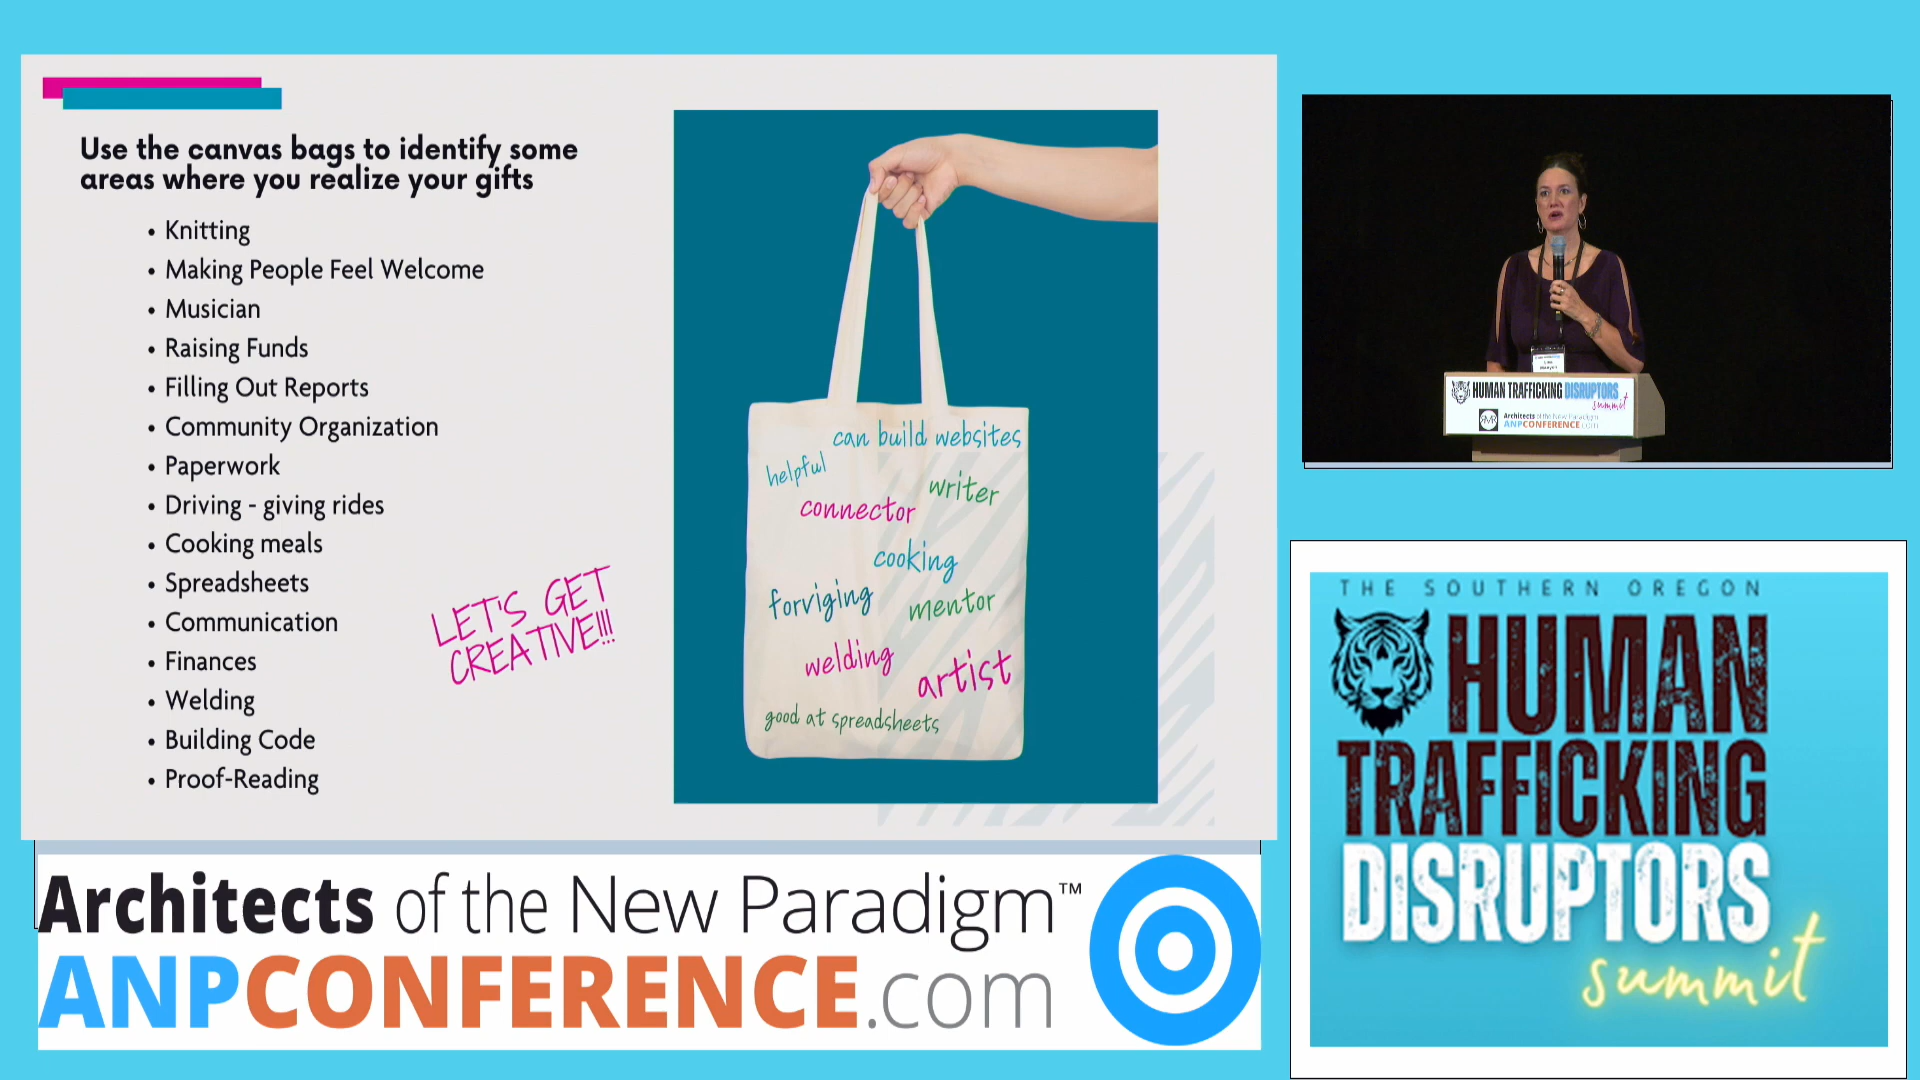 Use the canvas bags to identify some
areas where you realize your gifts
• Knitting
• Making People Feel Welcome
• Musician
• Raising Funds
• Filling Out Reports
• Community Organization
• Paperwork
• Driving - giving rides
• Cooking meals
• Spreadsheets
• Communication
• Finances
• Welding
• Building Code
• Proof-Reading
LET'S GET
CREATIVE!!!
can build websites
helpful
writer
connector
cooking
forviging
mentor
welding
artist
good at spreadsheets
HUMAN TRAFFICKING DISRUPTORS
summit
Architects of the New Paradigm
ANPCONFERENCE.com
THE SOUTHERN OREGON
HUMAN
TRAFFICKING
DISRUPTORS
summit
Architects of the New Paradigm™
ANPCONFERENCE.com